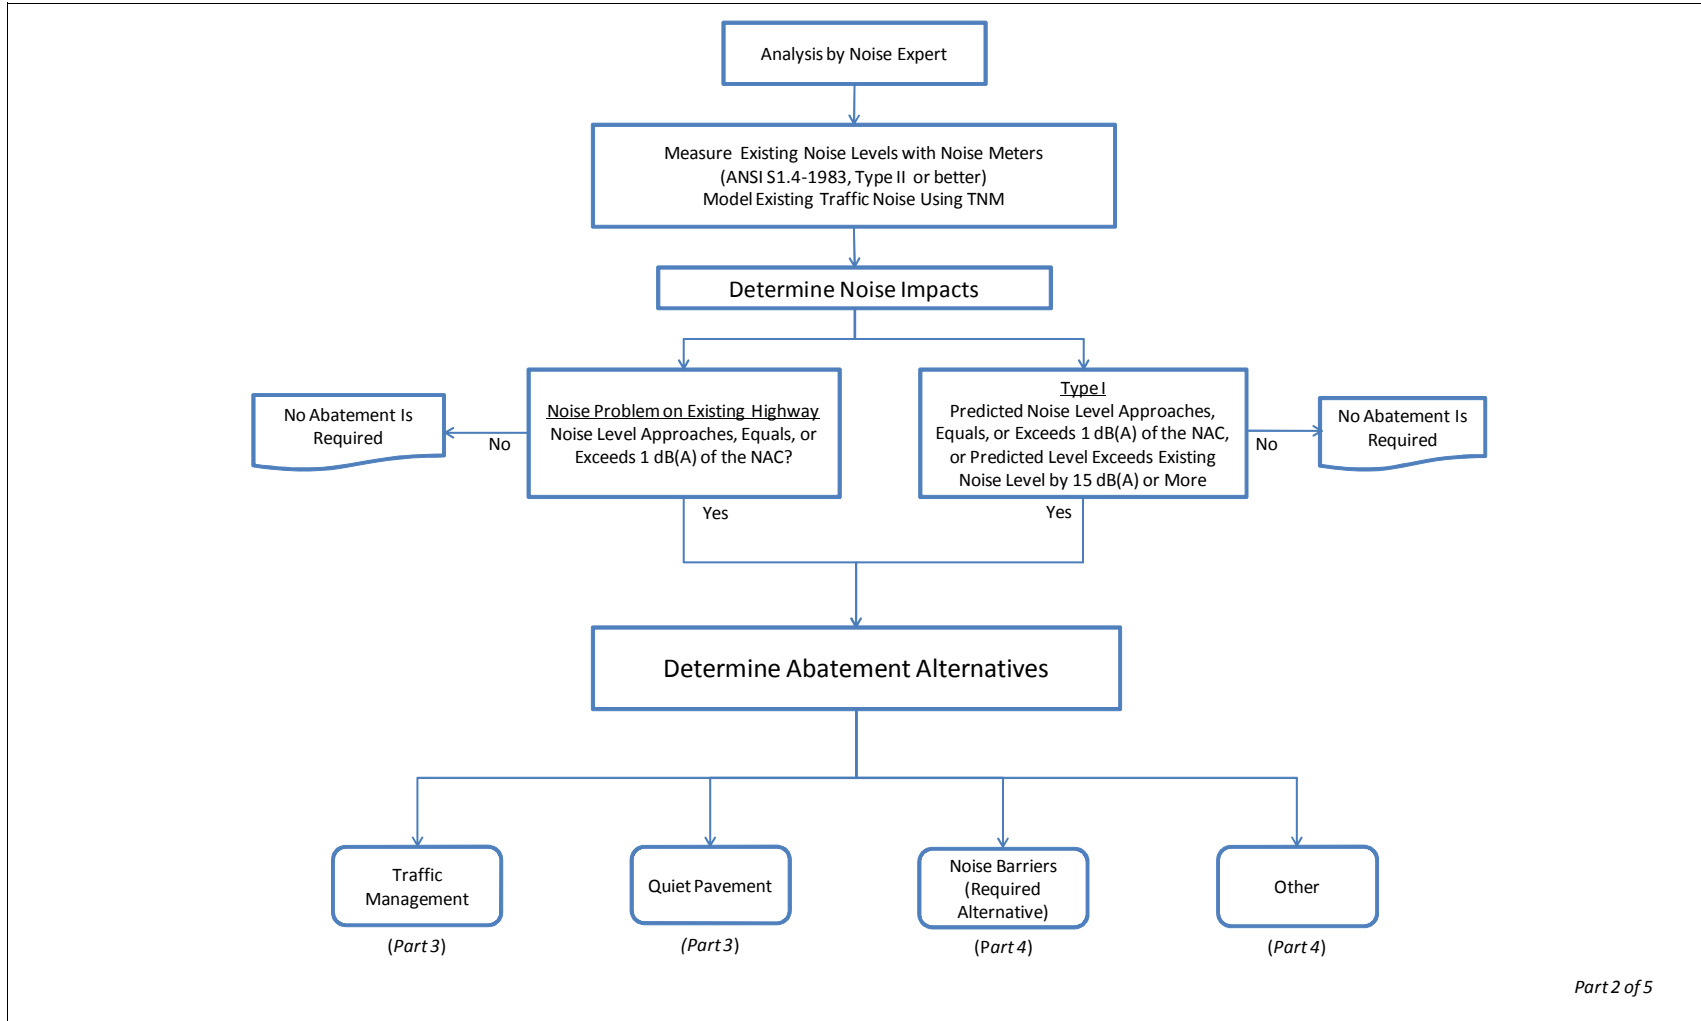 Analysis by Noise Expert
Measure Existing Noise Levels with Noise Meters
(ANSI S1.4-1983, Type II or better)
Model Existing Traffic Noise Using TNM
Determine Noise Impacts
No Abatement Is
Required
No
Noise Problem on Existing Highway
Noise Level Approaches, Equals, or
Exceeds 1 dB(A) of the NAC?
Yes
Type I
Predicted Noise Level Approaches,
Equals, or Exceeds 1 dB(A) of the NAC,
or Predicted Level Exceeds Existing
Noise Level by 15 dB(A) or More
Yes
No
No Abatement Is
Required
Determine Abatement Alternatives
Traffic
Management
(Part 3)
Quiet Pavement
(Part 3)
Noise Barriers
(Required
Alternative)
(Part 4)
Other
(Part 4)
Part 2 of 5